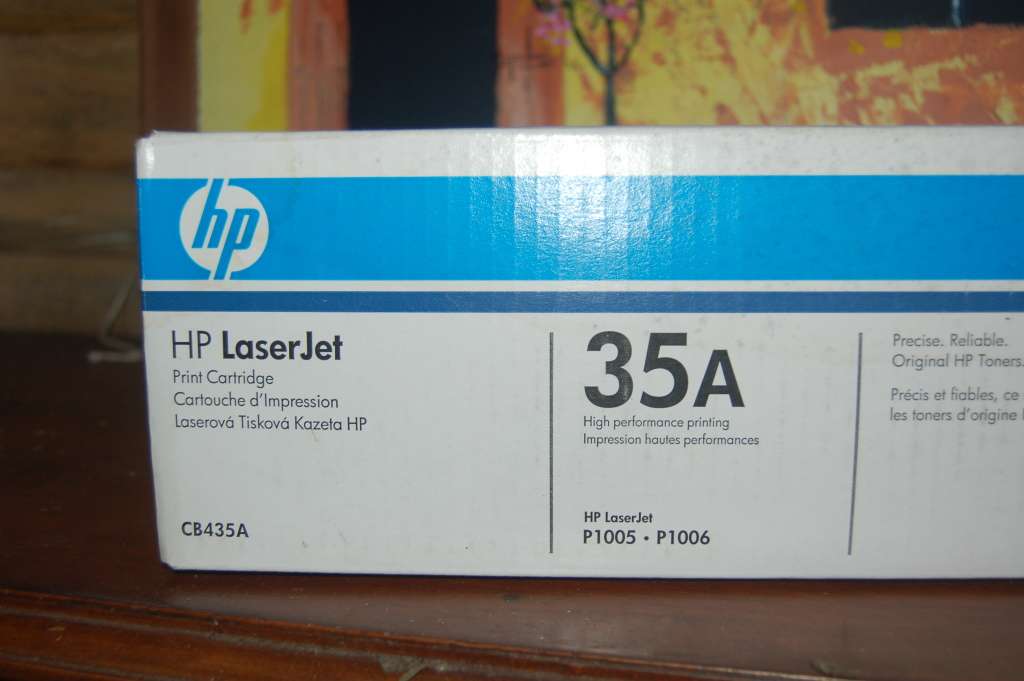 hp
HP LaserJet
Print Cartridge
Cartouche d'Impression
Laserová Tisková Kazeta HP
CB435A
35A
High performance printing
Impression hautes performances
HP LaserJet
P1005 • P1006
Precise. Reliable.
Original HP Toners.
Précis et fiables, ce
les toners d'origine